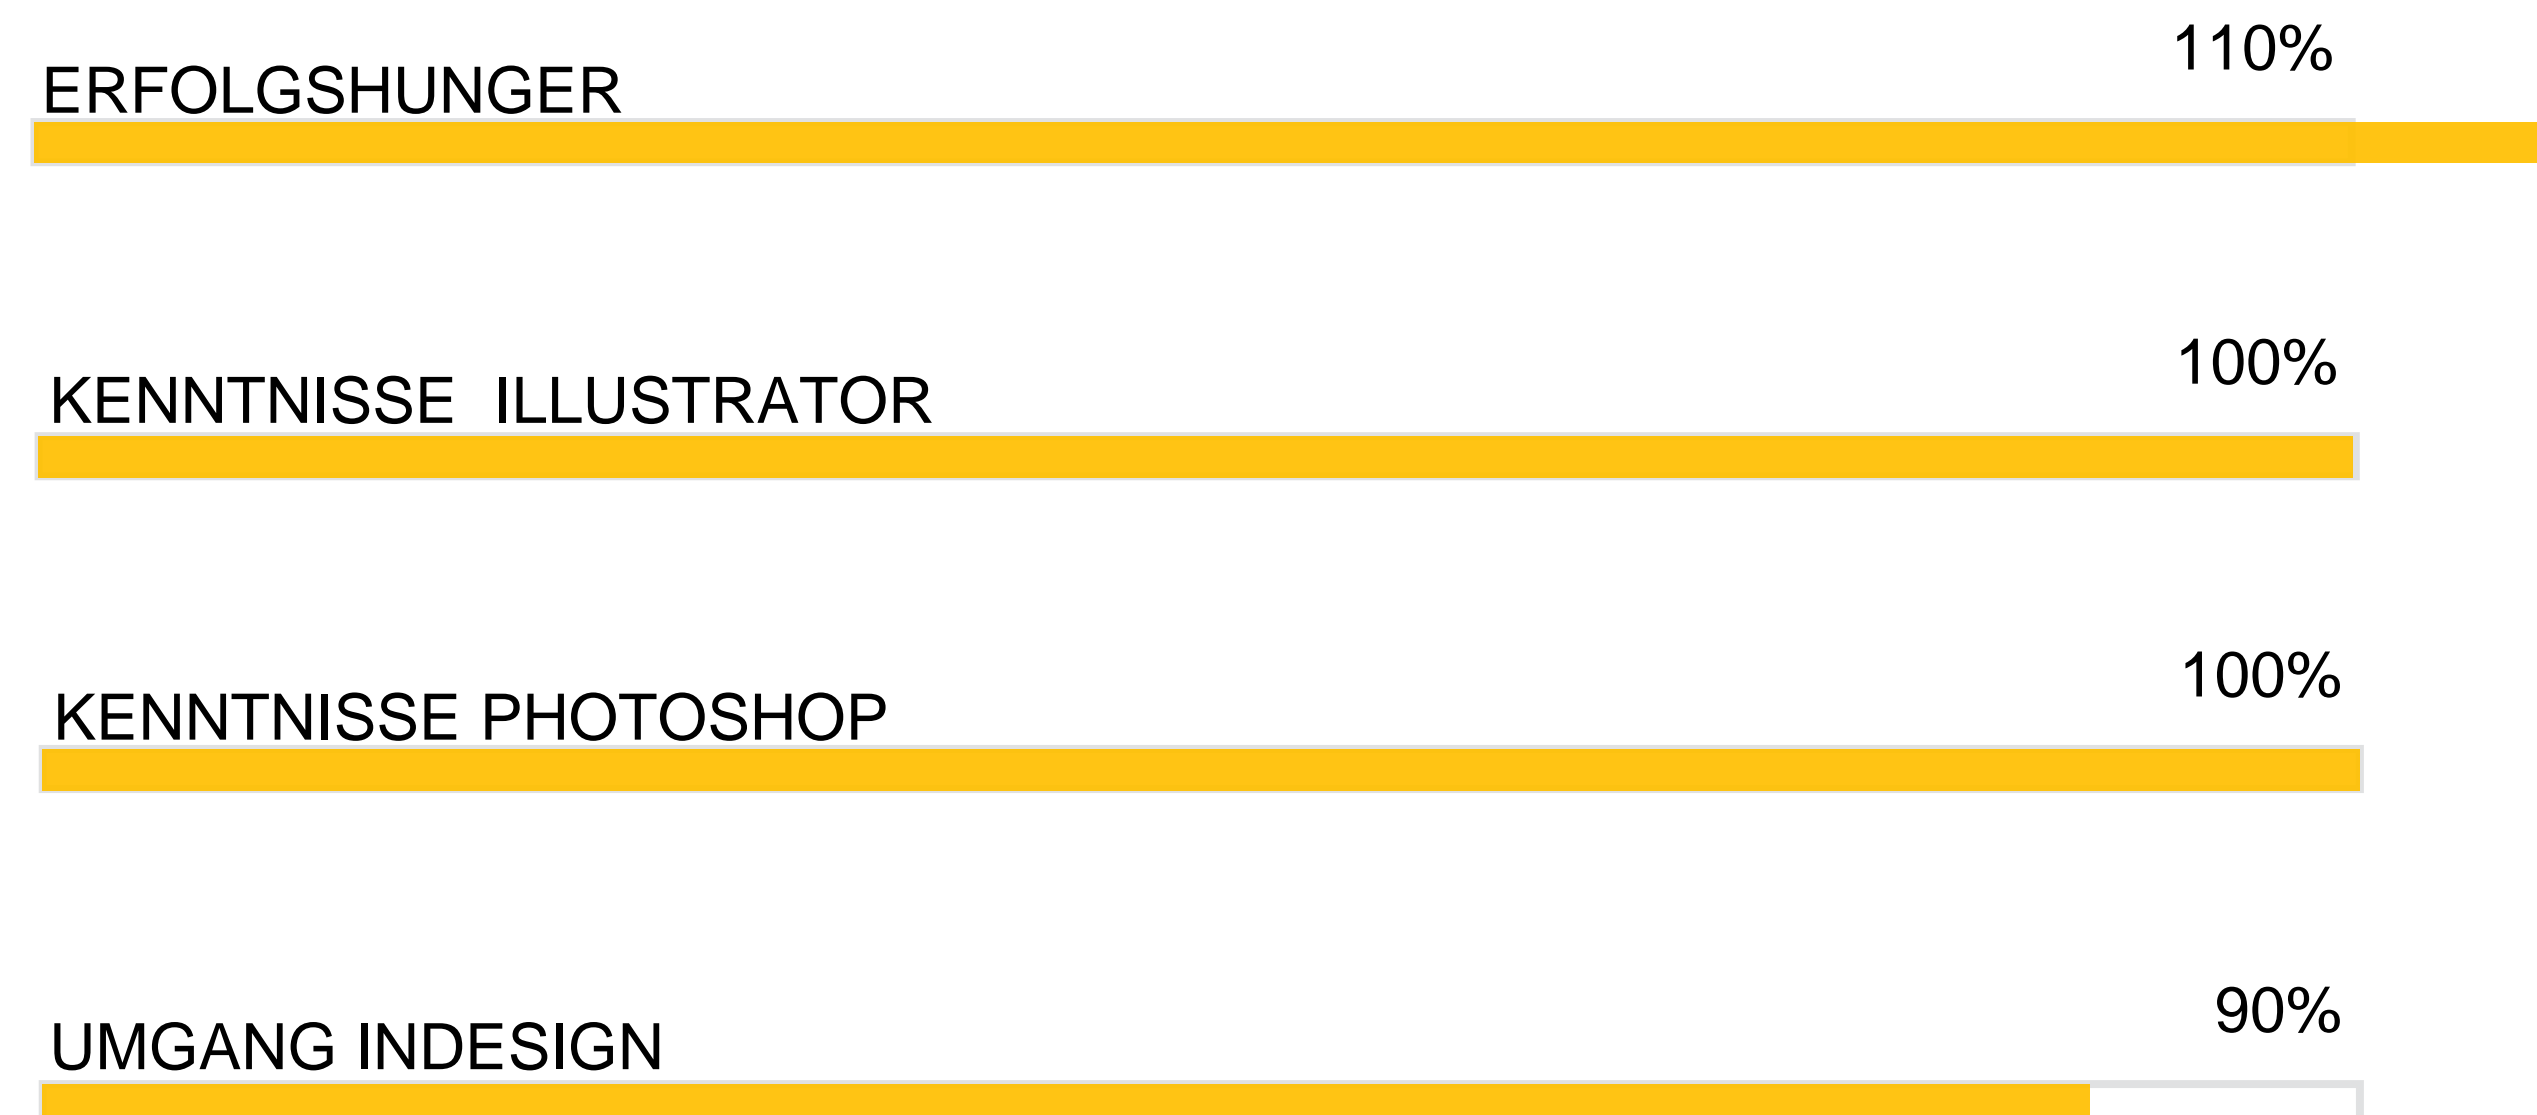 110%
ERFOLGSHUNGER
100%
KENNTNISSE  ILLUSTRATOR
100%
KENNTNISSE PHOTOSHOP
90%
UMGANG INDESIGN